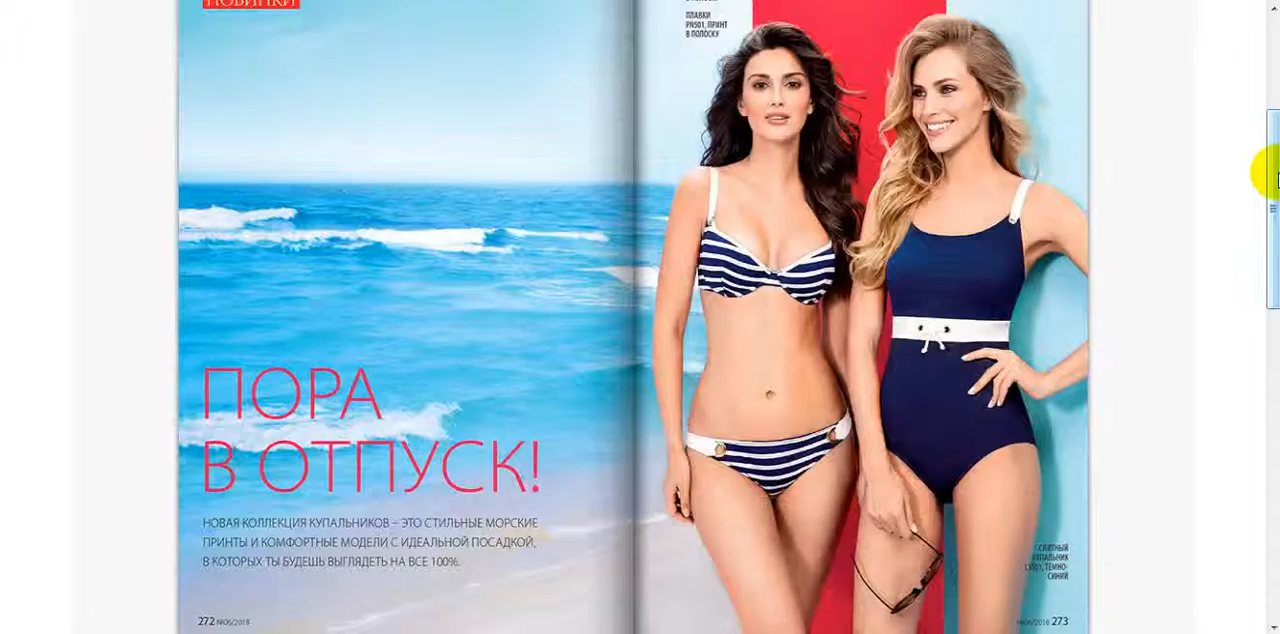 НОВИНКИ
ПОРА
В ОТПУСК!
НОВАЯ КОЛЛЕКЦИЯ КУПАЛЬНИКОВ – ЭТО СТИЛЬНЫЕ МОРСКИЕ
ПРИНТЫ И КОМФОРТНЫЕ МОДЕЛИ С ИДЕАЛЬНОЙ ПОСАДКОЙ,
В КОТОРЫХ ТЫ БУДЕШЬ ВЫГЛЯДЕТЬ НА ВСЕ 100%.
272 №06/2018
ПЛАВКИ
PN501, ПРИНТ
В ПОЛОСКУ
СЛИТНЫЙ
КУПАЛЬНИК
LS501, ТЕМНО-
СИНИЙ
№06/2018 273